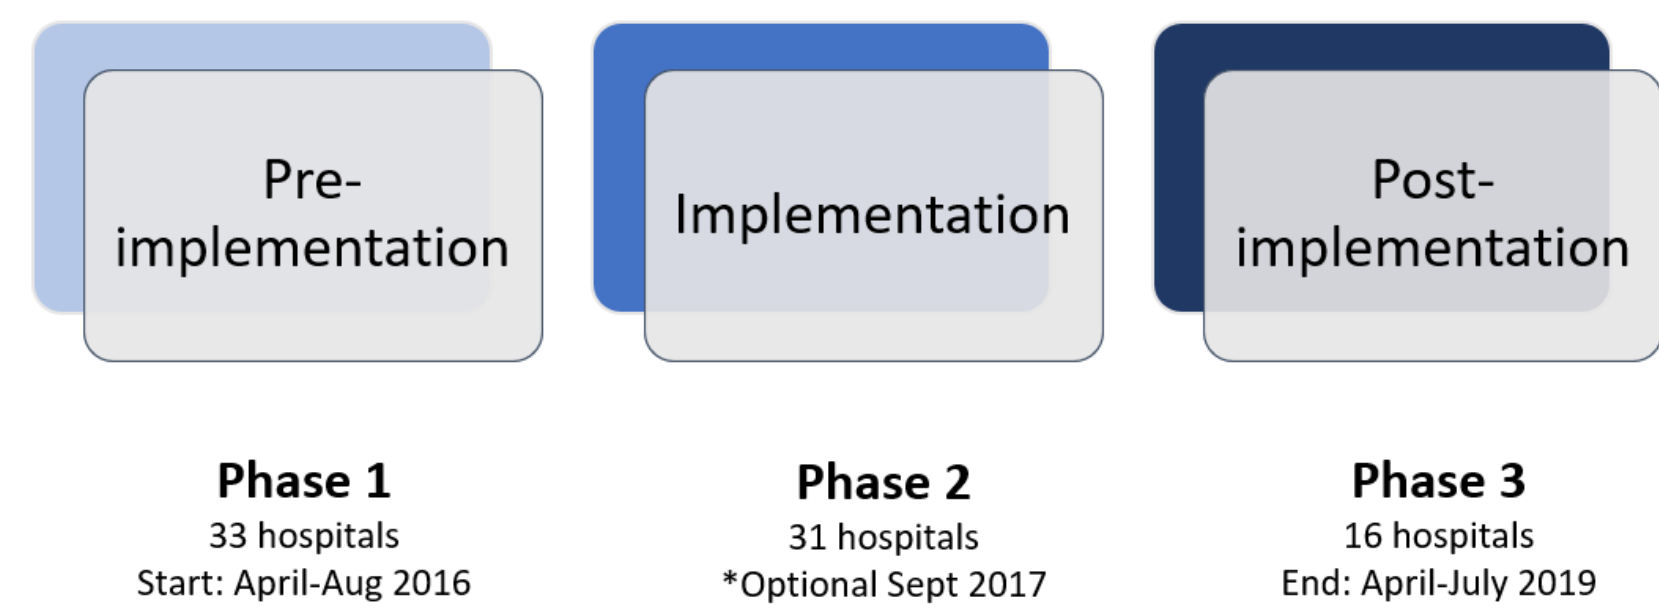 Pre-
implementation
Implementation
Post-
implementation
Phase 1
33 hospitals
Start: April-Aug 2016
Phase 2
31 hospitals
*Optional Sept 2017
Phase 3
16 hospitals
End: April-July 2019